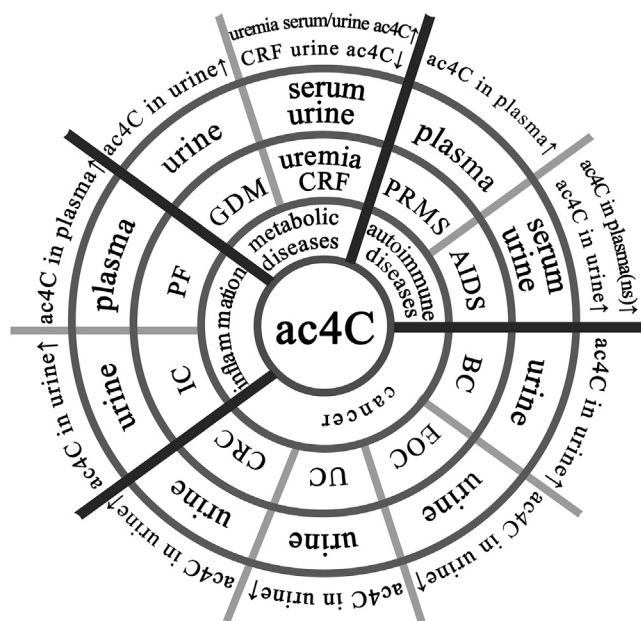 uremia serum/urine ac4C↑
CRF urine ac4C↓
serum
urine
uremia
CRF
metabolic
diseases
ac4C in plasma↑
plasma
PRMS
autoimmune
diseases
ac4C in plasma(ns)↑
ac4C in urine↑
serum
urine
AIDS
ac4C in urine↑
urine
BC
ac4C in urine↑
urine
EOC
cancer
ac4C in urine↑
urine
UC
ac4C in urine↑
urine
CRC
ac4C in urine↑
urine
IC
inflammation
ac4C in plasma↑
plasma
PF
ac4C in urine↑
urine
GDM
ac4C